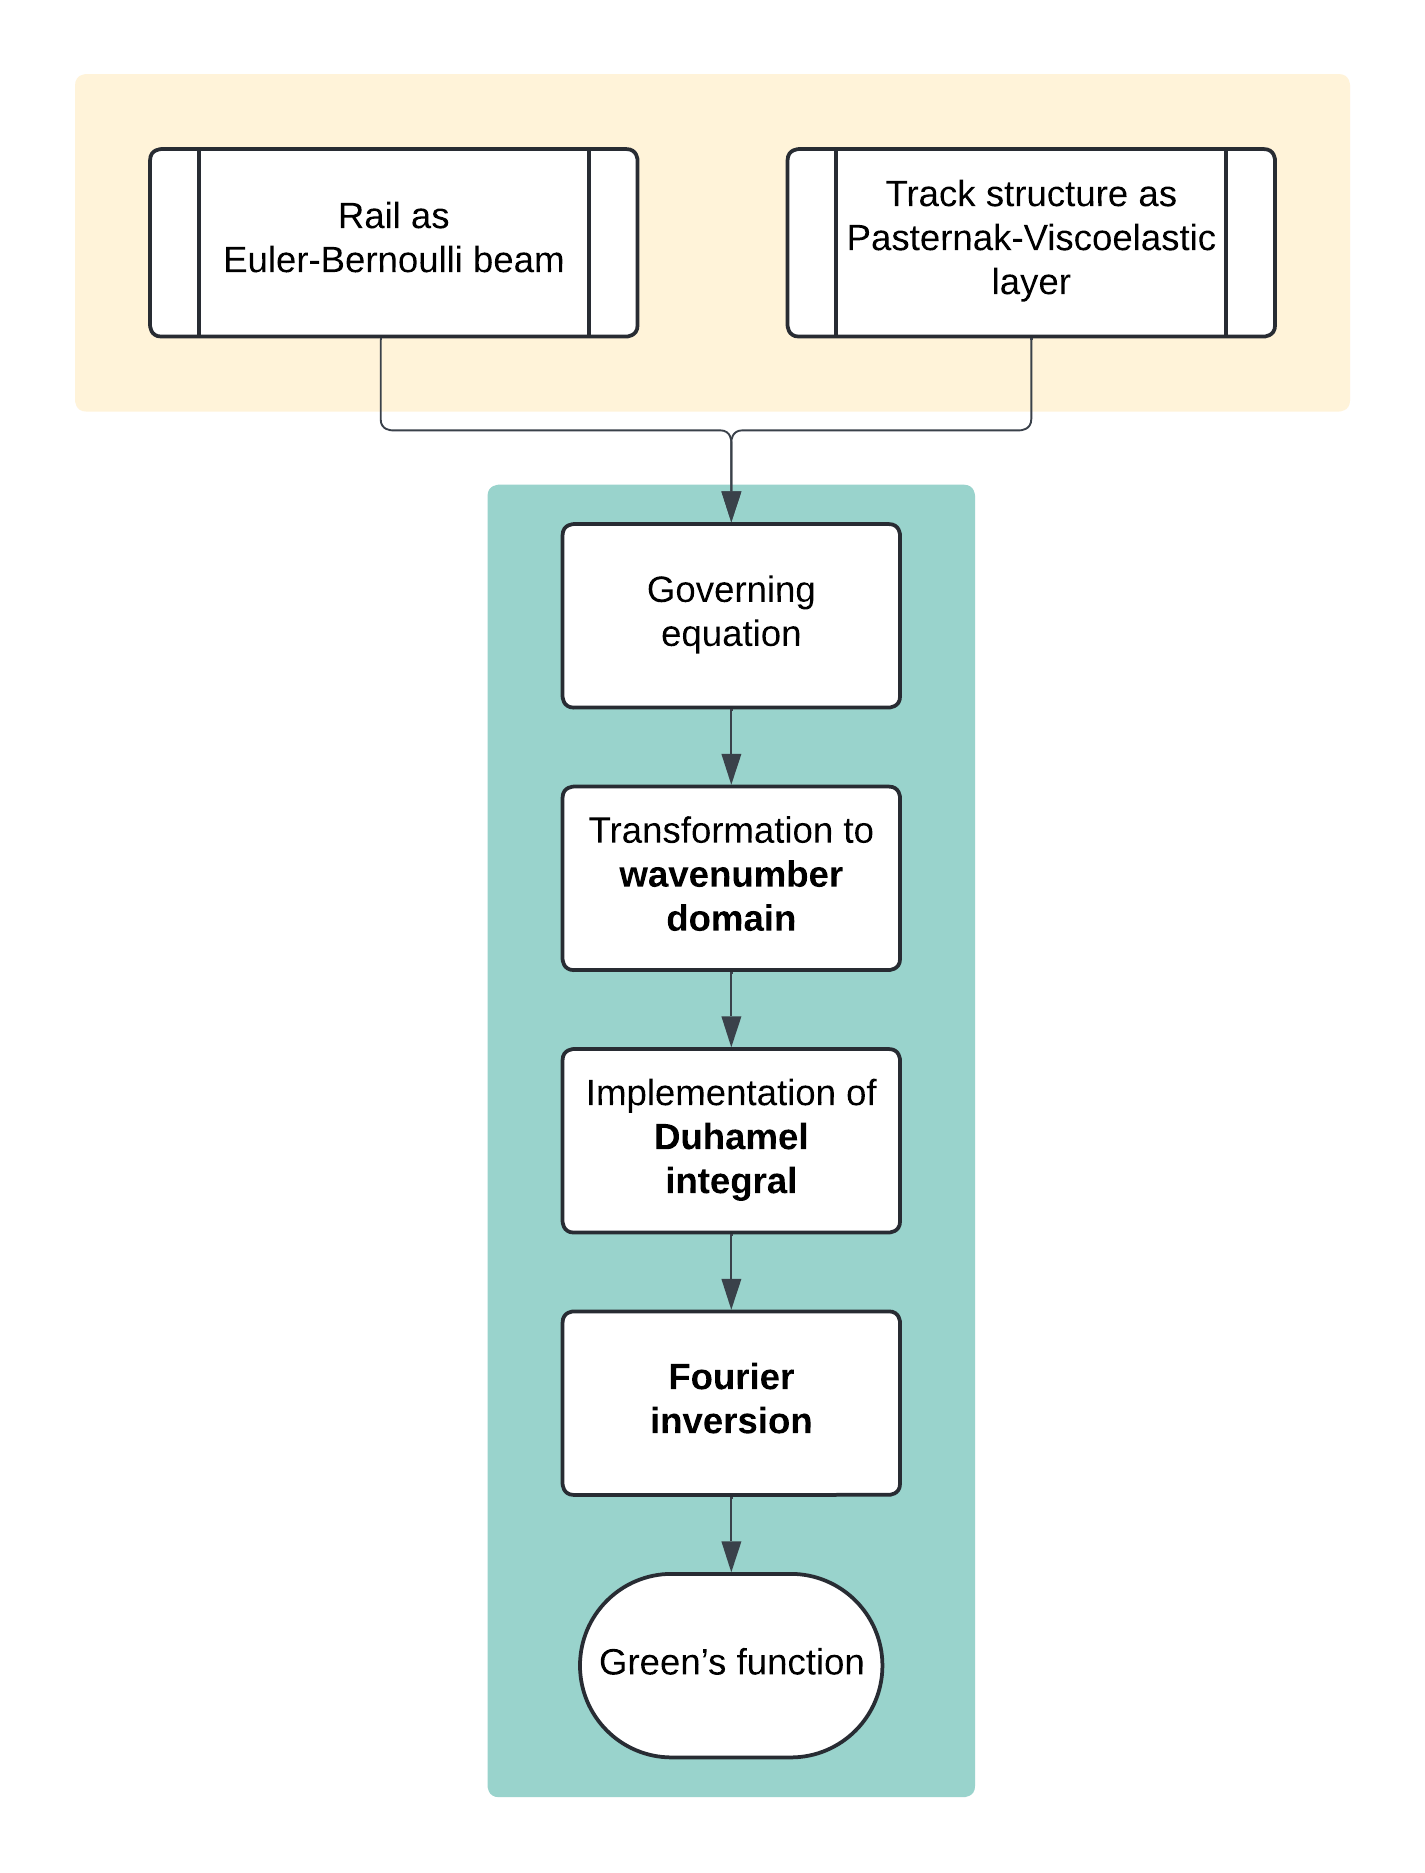 Rail as
Euler-Bernoulli beam
Track structure as
Pasternak-Viscoelastic
layer
Governing
equation
Transformation to
wavenumber
domain
Implementation of
Duhamel
integral
Fourier
inversion
Green’s function